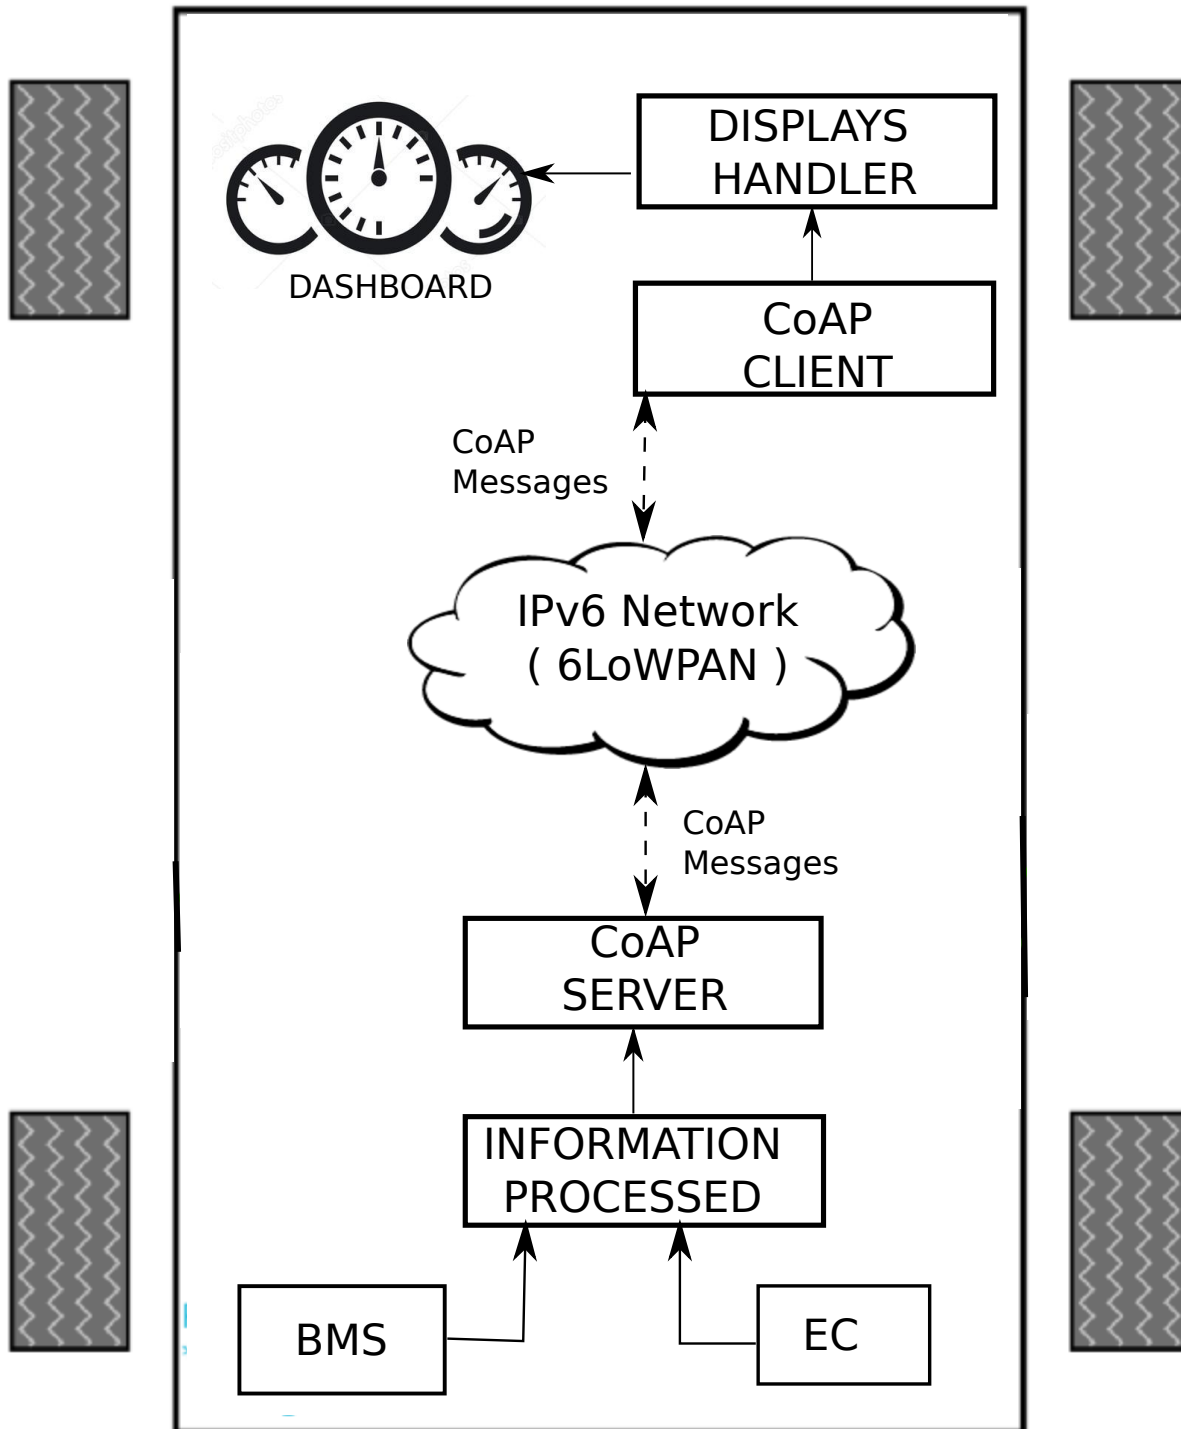 DISPLAYS
HANDLER
DASHBOARD
CoAP
CLIENT
CoAP
Messages
IPv6 Network
( 6LoWPAN )
CoAP
Messages
CoAP
SERVER
INFORMATION
PROCESSED
BMS
EC